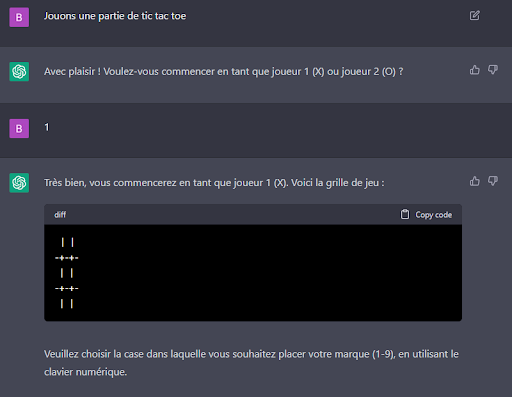 B
Jouons une partie de tic tac toe
Avec plaisir ! Voulez-vous commencer en tant que joueur 1 (X) ou joueur 2 (O) ?
B
1
Très bien, vous commencerez en tant que joueur 1 (X). Voici la grille de jeu :
diff
Copy code
 | |
-+-+-
 | |
-+-+-
 | |
Veuillez choisir la case dans laquelle vous souhaitez placer votre marque (1-9), en utilisant le
clavier numérique.